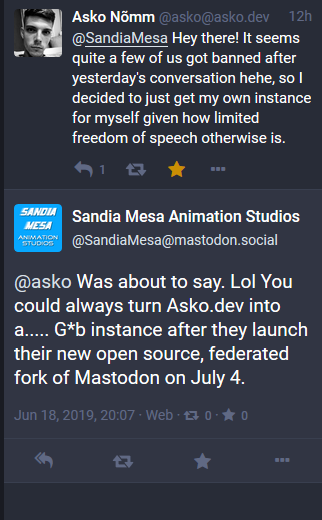 Asko Nõmm @asko@asko.dev 12h
@SandiaMesa Hey there! It seems
quite a few of us got banned after
yesterday's conversation hehe, so I
decided to just get my own instance
for myself given how limited
freedom of speech otherwise is.
1
SANDIA
MESA
ANIMATION
STUDIOS
Sandia Mesa Animation Studios
@SandiaMesa@mastodon.social
@asko Was about to say. Lol You
could always turn Asko.dev into
a..... G*b instance after they launch
their new open source, federated
fork of Mastodon on July 4.
Jun 18, 2019, 20:07 · Web · 0 · 0